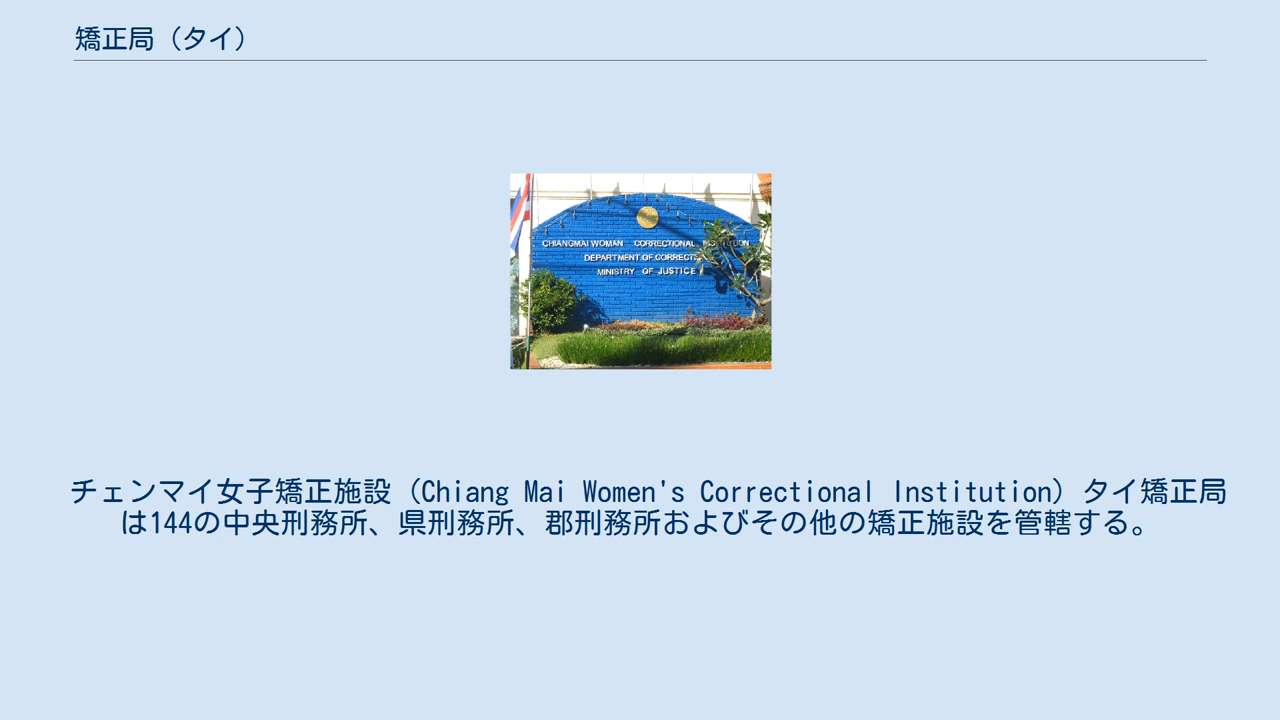 矯正局（タイ）
CHIANGMAI WOMAN CORRECTIONAL
DEPARTMENT OF
MINISTRY OF JUSTICE
チェンマイ女子矯正施設（Chiang Mai Women's Correctional Institution）タイ矯正局
は144の中央刑務所、県刑務所、郡刑務所およびその他の矯正施設を管轄する。